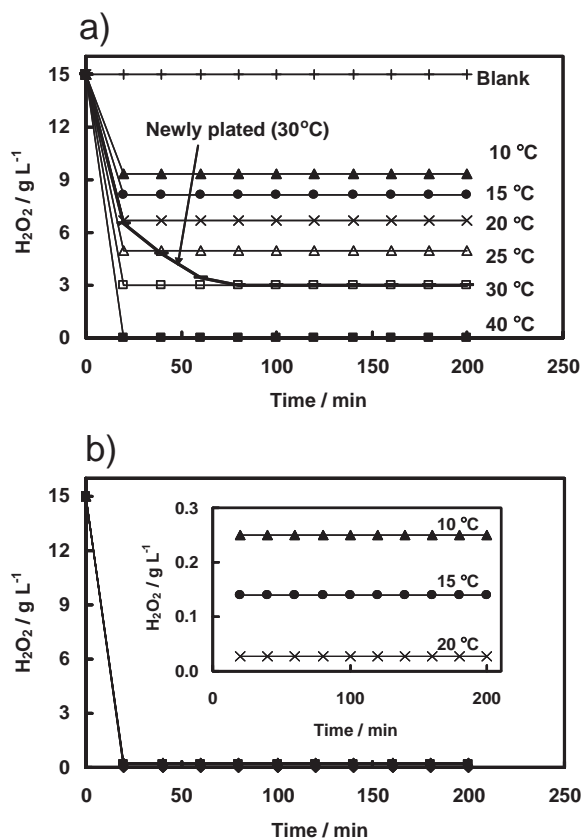 a)
15
12
9
6
3
0
H₂O₂ / g L⁻¹
Blank
Newly plated (30°C)
10 °C
15 °C
20 °C
25 °C
30 °C
40 °C
0 50 100 150 200 250
Time / min
b)
15
12
9
6
3
0
H₂O₂ / g L⁻¹
0.3
0.2
0.1
0.0
H₂O₂ / g L⁻¹
10 °C
15 °C
20 °C
0 100 200
Time / min
0 50 100 150 200 250
Time / min